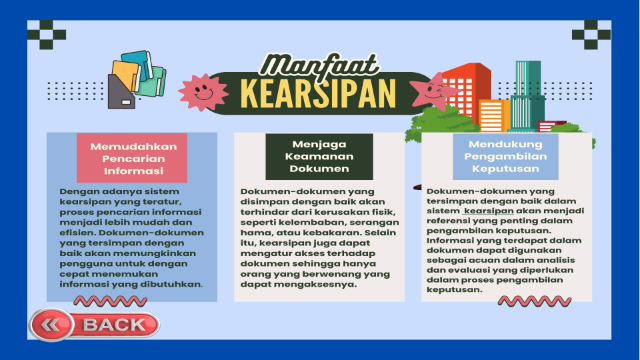 Manfaat
KEARSIPAN
Memudahkan
Pencarian
Informasi
Dengan adanya sistem
kearsipan yang teratur,
proses pencarian informasi
menjadi lebih mudah dan
efisien. Dokumen-dokumen
yang tersimpan dengan
baik akan memungkinkan
pengguna untuk dengan
cepat menemukan
informasi yang dibutuhkan.
Menjaga
Keamanan
Dokumen
Dokumen-dokumen yang
disimpan dengan baik akan
terhindar dari kerusakan fisik,
seperti kelembaban, serangan
hama, atau kebakaran. Selain
itu, kearsipan juga dapat
mengatur akses terhadap
dokumen sehingga hanya
orang yang berwenang yang
dapat mengaksesnya.
Mendukung
Pengambilan
Keputusan
Dokumen-dokumen yang
tersimpan dengan baik dalam
sistem kearsipan akan menjadi
referensi yang penting dalam
pengambilan keputusan.
Informasi yang terdapat dalam
dokumen dapat digunakan
sebagai acuan dalam analisis
dan evaluasi yang diperlukan
dalam proses pengambilan
keputusan.
BACK